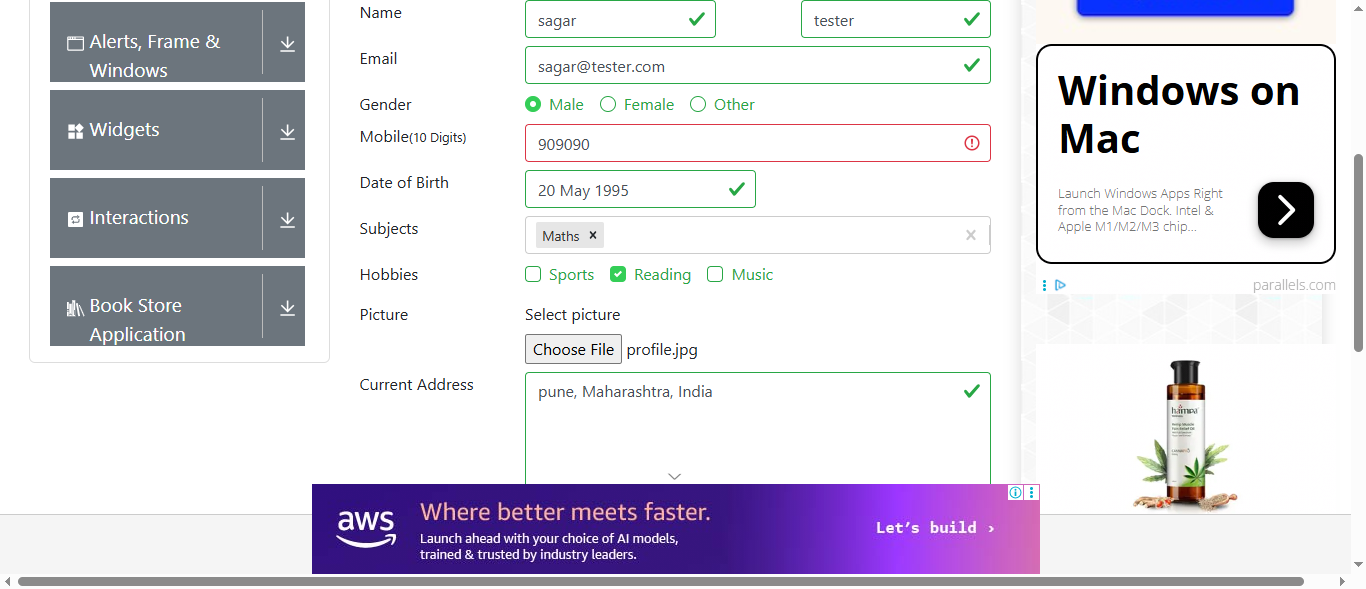 Alerts, Frame &
Windows
Widgets
Interactions
Book Store
Application
Name sagar tester
Email sagar@tester.com
Gender Male Female Other
Mobile(10 Digits) 909090
Date of Birth 20 May 1995
Subjects Maths ×
Hobbies Sports Reading Music
Picture Select picture
Choose File profile.jpg
Current Address pune, Maharashtra, India
aws
Where better meets faster.
Launch ahead with your choice of AI models,
trained & trusted by industry leaders.
Let's build ›
Windows on
Mac
Launch Windows Apps Right
from the Mac Dock. Intel &
Apple M1/M2/M3 chip...
parallels.com
hampa